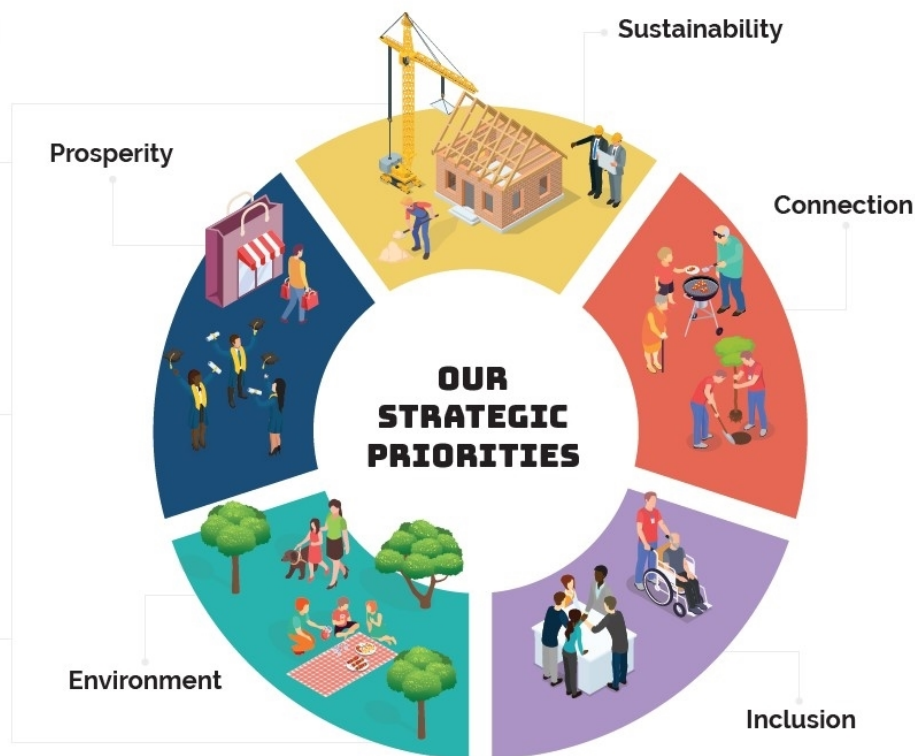 Sustainability
Prosperity
Connection
OUR
STRATEGIC
PRIORITIES
Environment
Inclusion